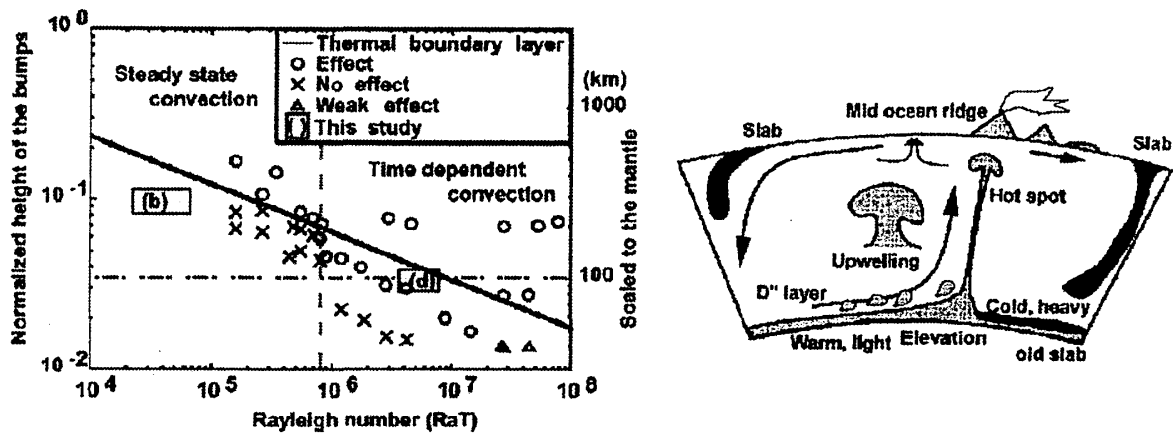 Normalized height of the bumps
10 0
10 -1
10 -2
Steady state
convection
Thermal boundary layer
Effect
No effect
Weak effect
This study
Time dependent
convection
(b)
(d)
10 4
10 5
10 6
10 7
10 8
Rayleigh number (RaT)
(km)
1000
100
Scaled to the mantle
Mid ocean ridge
Slab
Slab
Hot spot
Upwelling
D" layer
Cold, heavy
Warm, light
Elevation
old slab